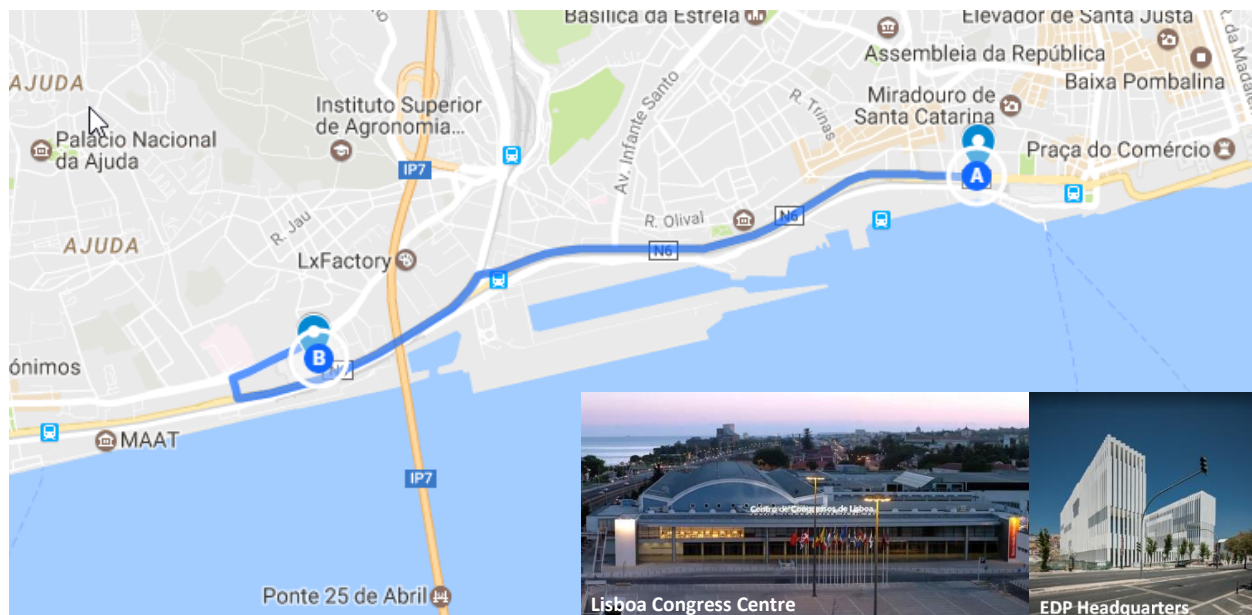 Basílica da Estrela
Elevador de Santa Justa
Assembleia da República
AJUDA
Baixa Pombalina
R. da Madal
Instituto Superior
de Agronomia...
Av. Infante Santo
R. Trinas
Miradouro de
Santa Catarina
Palácio Nacional
da Ajuda
Praça do Comércio
IP7
A
R. Jau
R. Olival
N6
AJUDA
N6
LxFactory
B
ónimos
MAAT
IP7
Centro de Congressos de Lisboa
Ponte 25 de Abril
Lisboa Congress Centre
EDP Headquarters